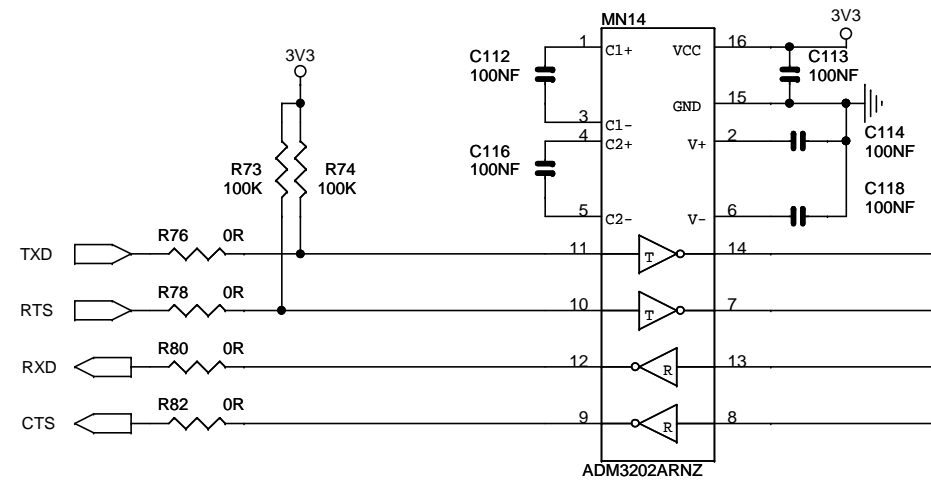 MN14
3V3
1
C1+
VCC
16
C112
100NF
C113
100NF
3V3
3
C1-
GND
15
4
C2+
V+
2
C114
100NF
R73
100K
R74
100K
C116
100NF
C118
100NF
5
C2-
V-
6
TXD
R76
0R
11
T
14
RTS
R78
0R
10
T
7
RXD
R80
0R
12
R
13
CTS
R82
0R
9
R
8
ADM3202ARNZ